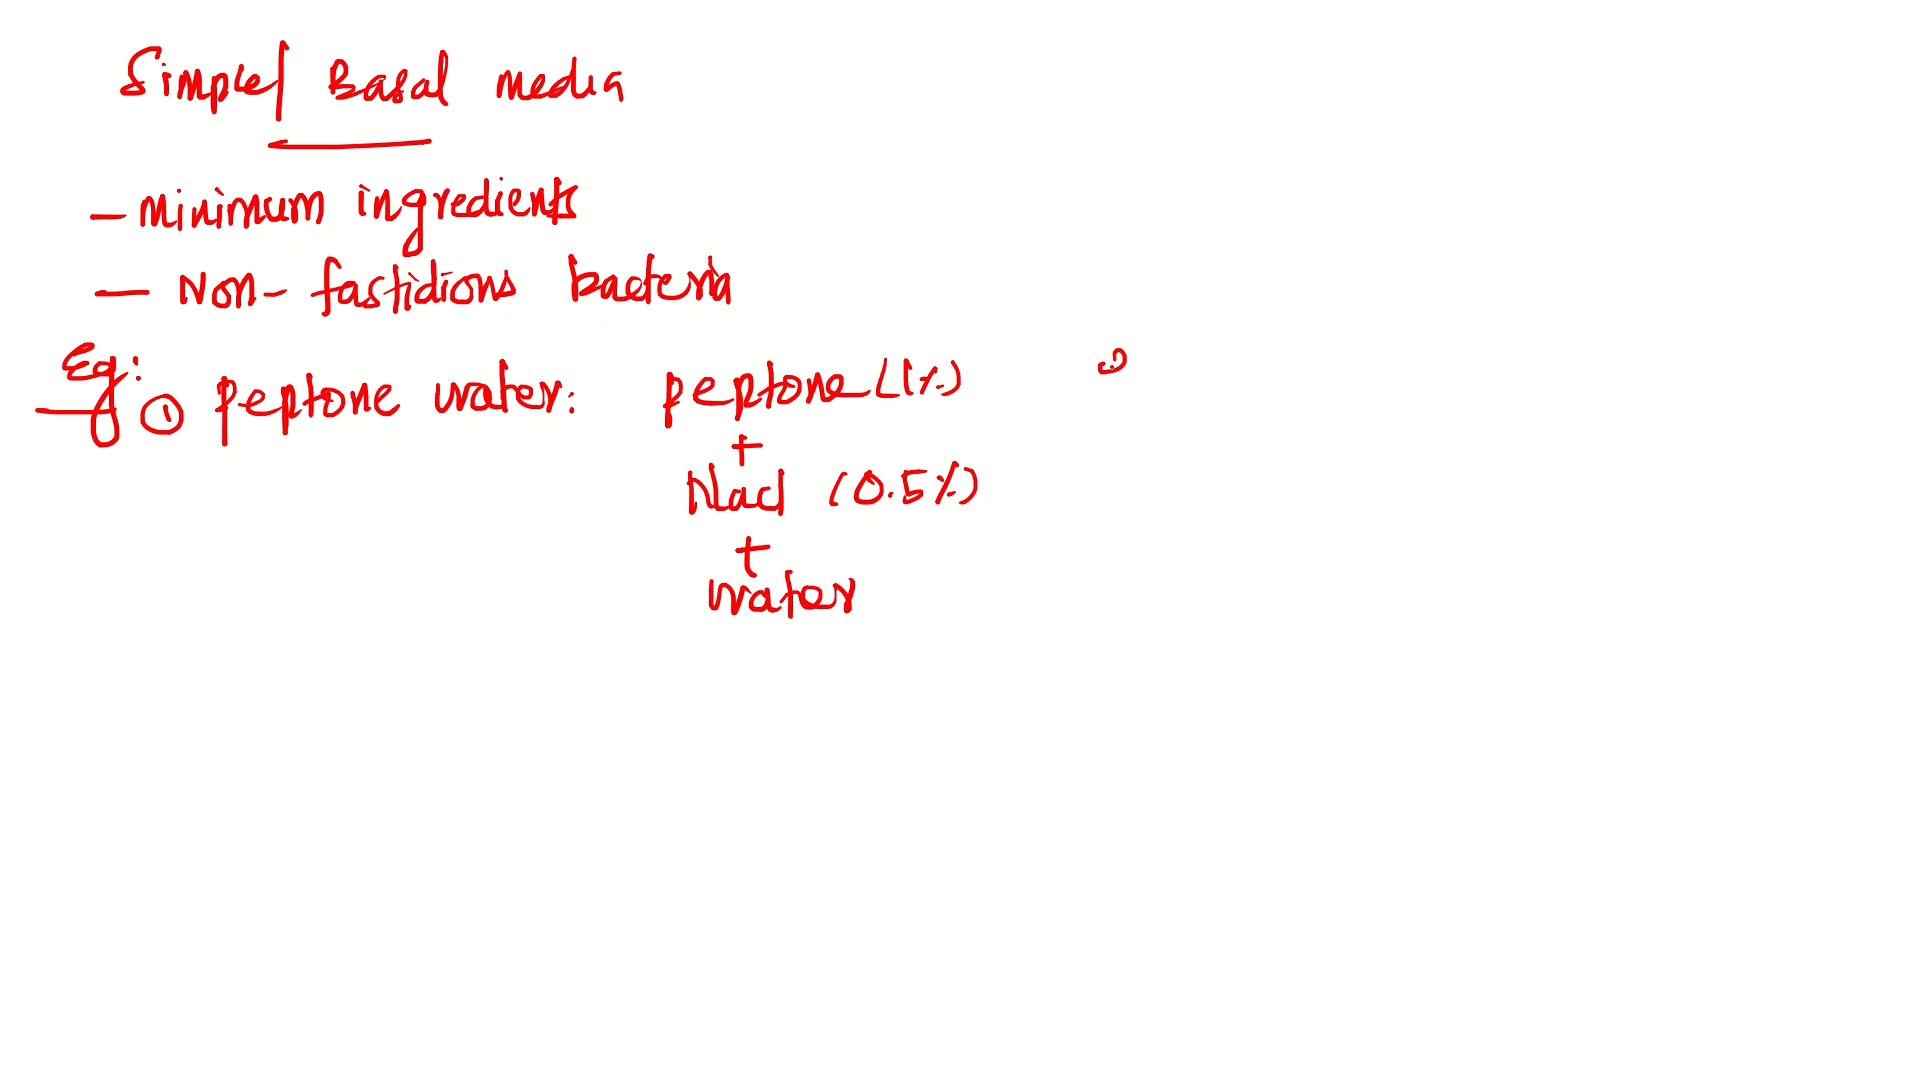 Simple/ Basal media
- minimum ingredients
- Non-fastidious bacteria
Eg: ① peptone water: peptone (1%)
+
Nacl (0.5%)
+
water